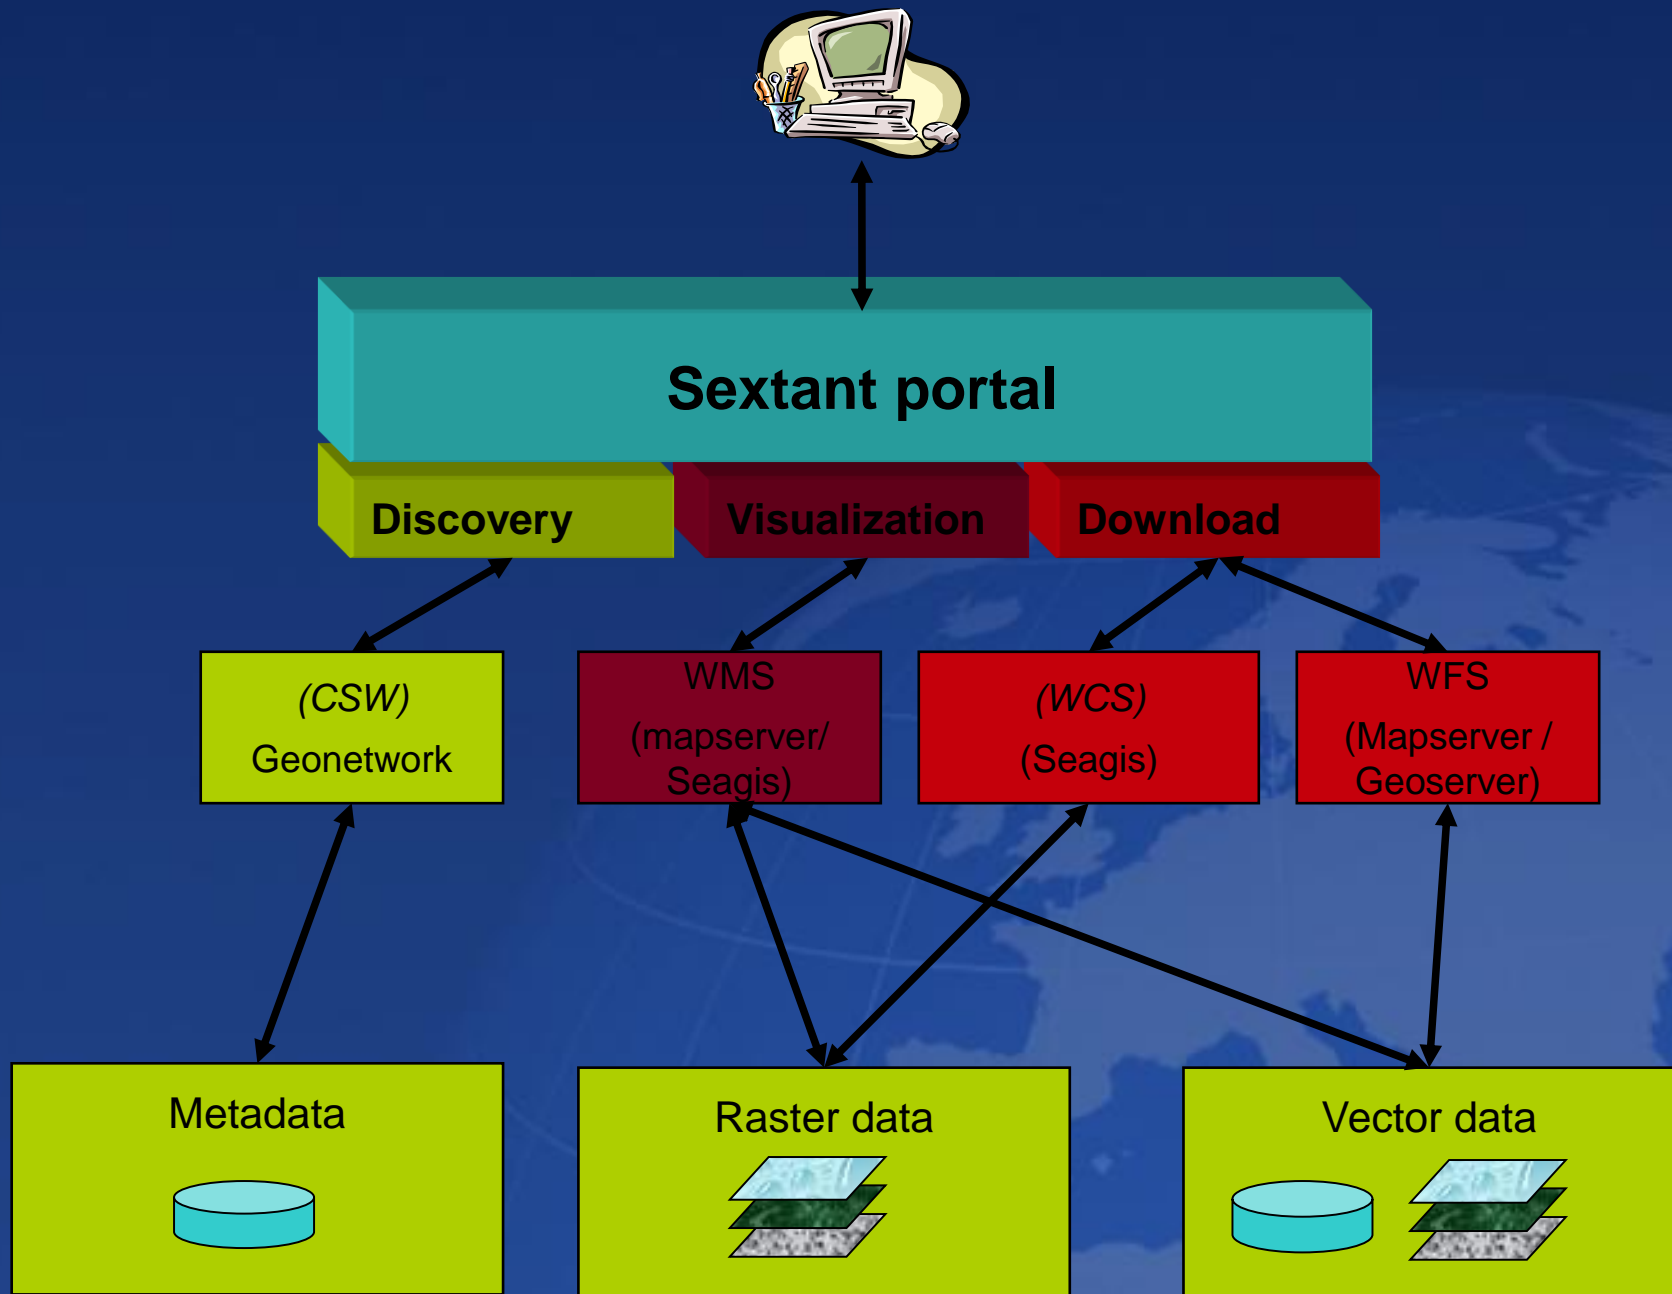 Sextant portal
Discovery
Visualization
Download
(CSW)
Geonetwork
WMS
(mapserver/
Seagis)
(WCS)
(Seagis)
WFS
(Mapserver /
Geoserver)
Metadata
Raster data
Vector data